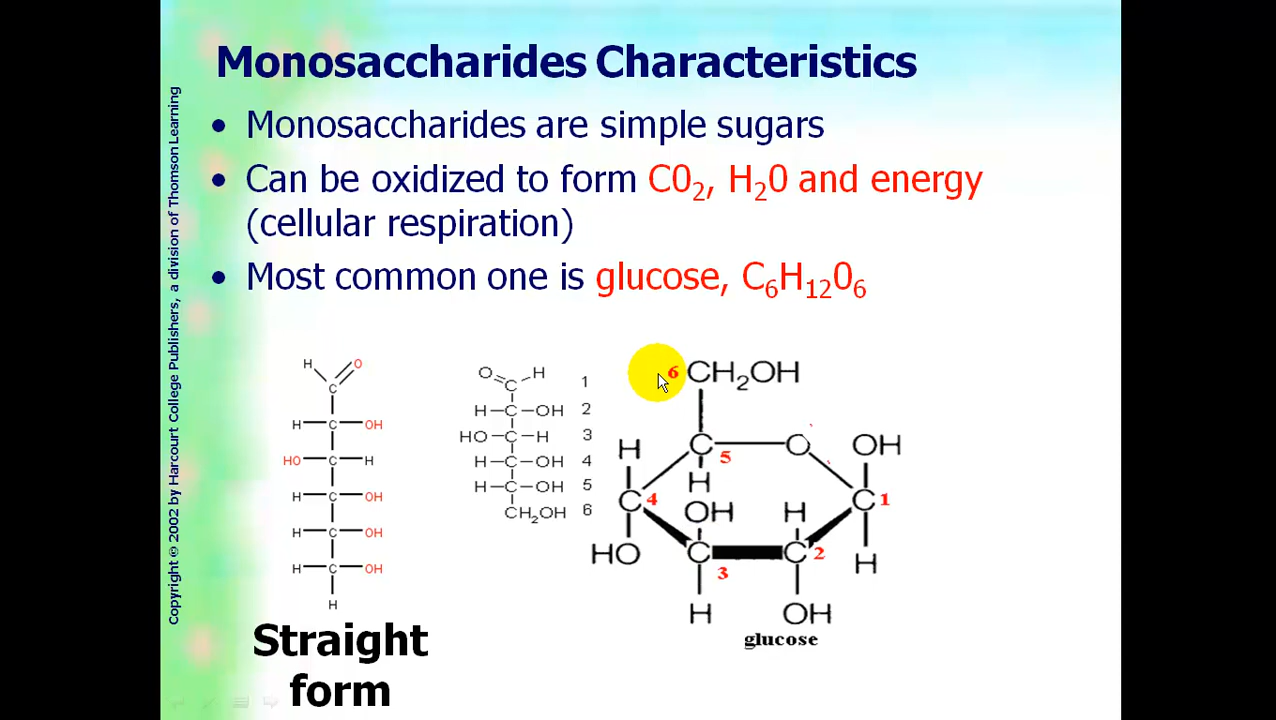 Monosaccharides Characteristics
• Monosaccharides are simple sugars
• Can be oxidized to form C0₂, H₂0 and energy
(cellular respiration)
• Most common one is glucose, C₆H₁₂0₆
Copyright © 2002 by Harcourt College Publishers, a division of Thomson Learning
H O
C
H C OH
HO C H
H C OH
H C OH
H C OH
H
Straight
form
O H
C 1
H C OH 2
HO C H 3
H C OH 4
H C OH 5
CH₂OH 6
6 CH₂OH
H C 5 O OH
H
C 4 OH H C 1
HO C 3 C 2 H
H OH
glucose